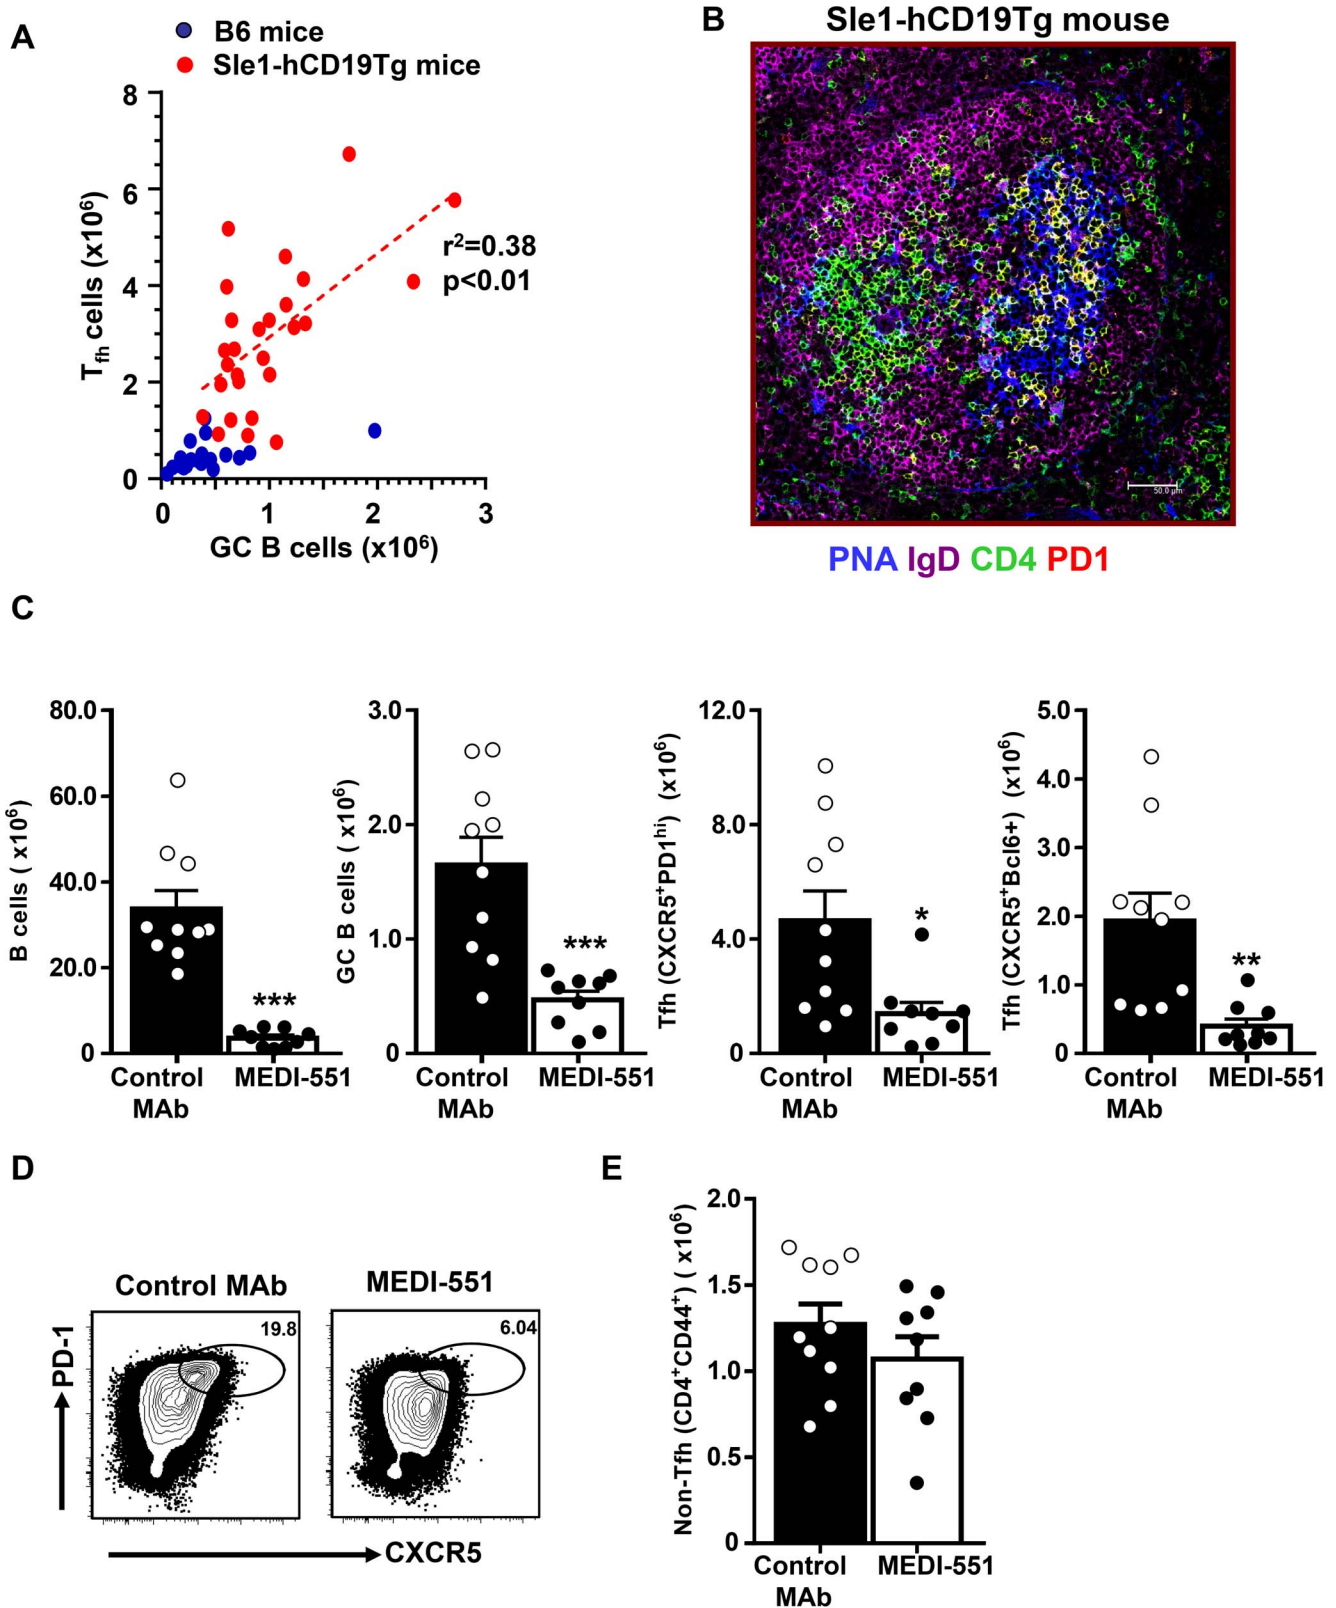 A
B6 mice
Sle1-hCD19Tg mice
8
6
4
2
0
Tfh cells (x10⁶)
r²=0.38
p<0.01
0 1 2 3
GC B cells (x10⁶)
B
Sle1-hCD19Tg mouse
50.0 µm
PNA IgD CD4 PD1
C
80.0
60.0
40.0
20.0
0
B cells ( x10⁶)
***
Control MAb
MEDI-551
3.0
2.0
1.0
0
GC B cells ( x10⁶)
***
Control MAb
MEDI-551
12.0
8.0
4.0
0
Tfh (CXCR5⁺PD1ʰⁱ) (x10⁶)
*
Control MAb
MEDI-551
5.0
4.0
3.0
2.0
1.0
0
Tfh (CXCR5⁺Bcl6+) (x10⁶)
**
Control MAb
MEDI-551
D
Control MAb
MEDI-551
19.8
6.04
PD-1
CXCR5
E
2.0
1.5
1.0
0.5
0
Non-Tfh (CD4⁺CD44⁺) ( x10⁶)
Control MAb
MEDI-551